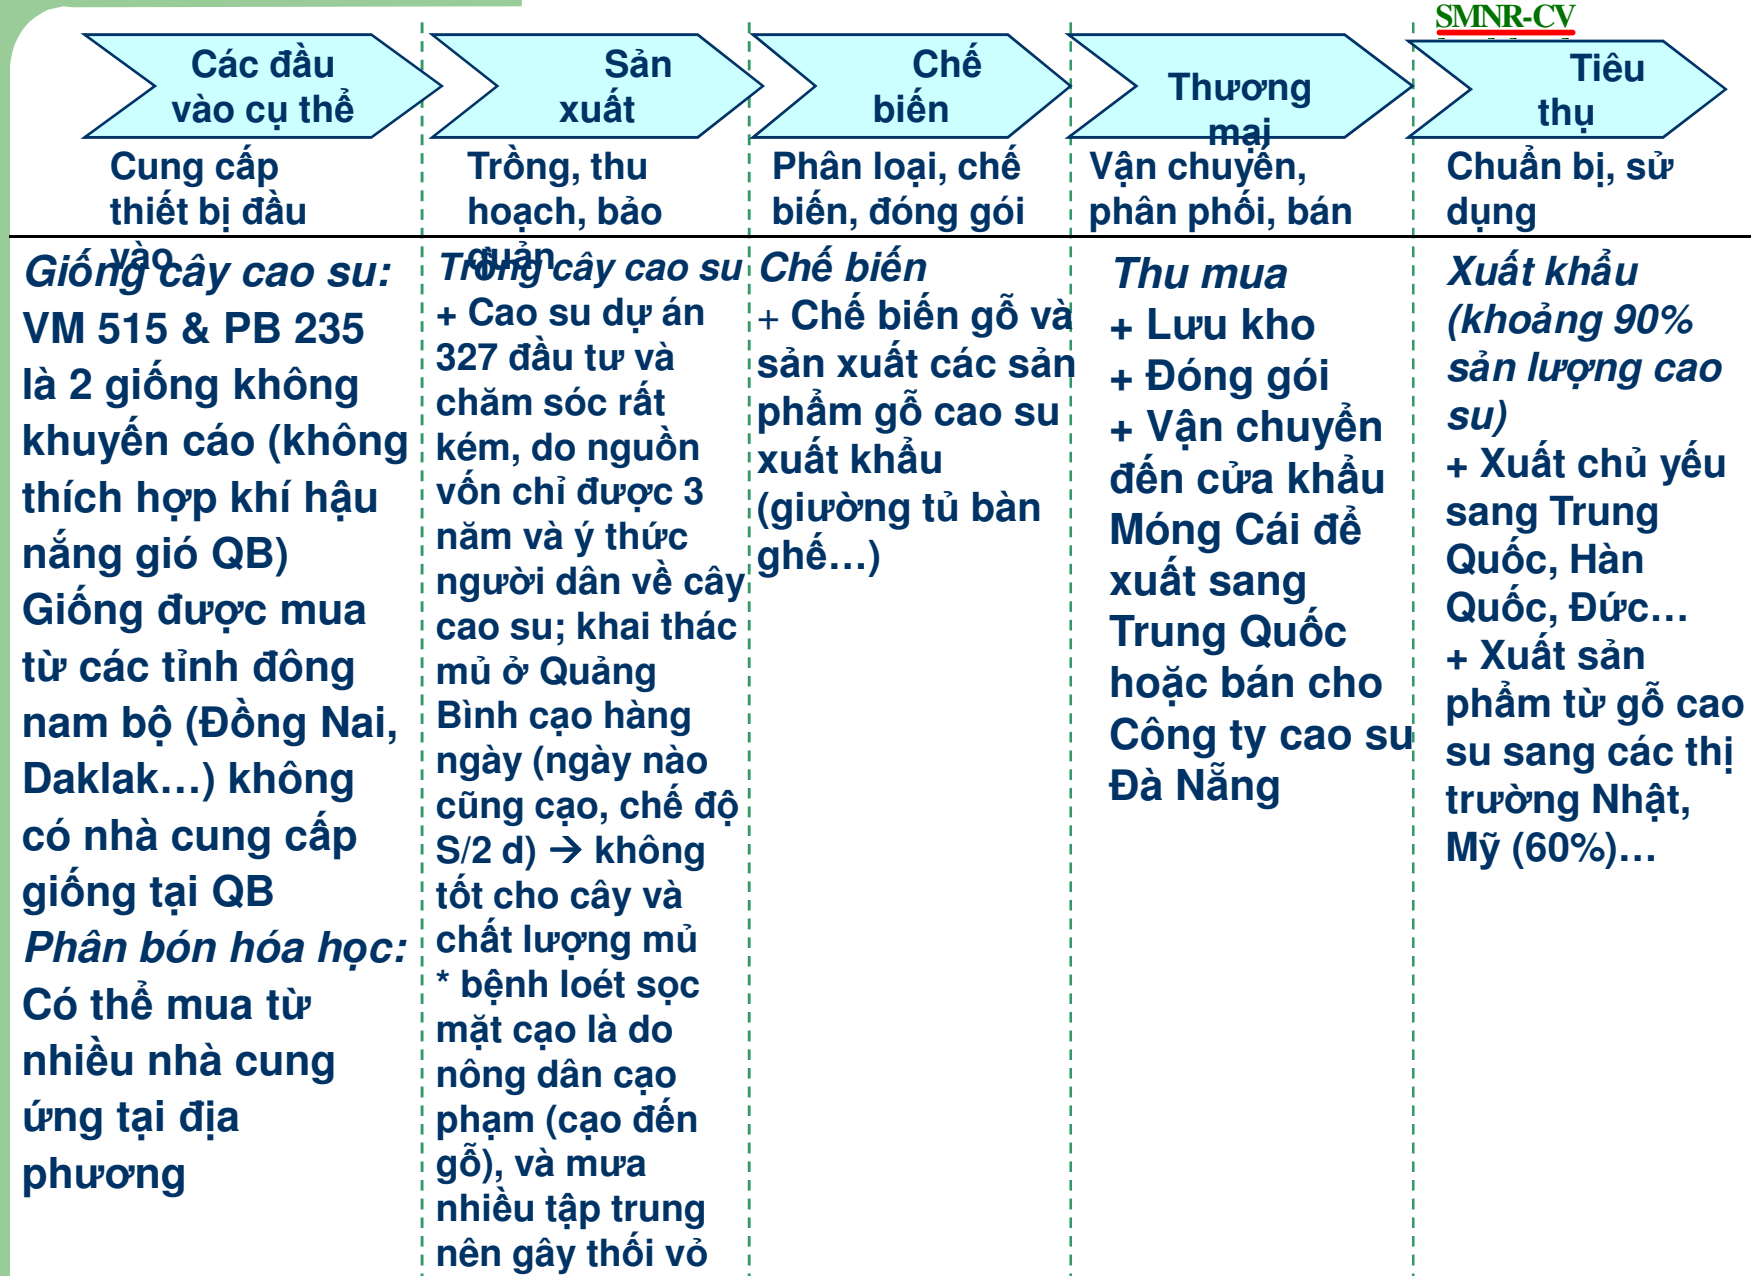 SMNR-CV
Các đầu
vào cụ thể
Sản
xuất
Chế
biến
Thương
mại
Tiêu
thụ
Cung cấp
thiết bị đầu
vào
Trồng, thu
hoạch, bảo
quản
Phân loại, chế
biến, đóng gói
Vận chuyển,
phân phối, bán
Chuẩn bị, sử
dụng
Giống cây cao su:
VM 515 & PB 235
là 2 giống không
khuyến cáo (không
thích hợp khí hậu
nắng gió QB)
Giống được mua
từ các tỉnh đông
nam bộ (Đồng Nai,
Daklak...) không
có nhà cung cấp
giống tại QB
Phân bón hóa học:
Có thể mua từ
nhiều nhà cung
ứng tại địa
phương
Trồng cây cao su
+ Cao su dự án
327 đầu tư và
chăm sóc rất
kém, do nguồn
vốn chỉ được 3
năm và ý thức
người dân về cây
cao su; khai thác
mủ ở Quảng
Bình cạo hàng
ngày (ngày nào
cũng cạo, chế độ
S/2 d) → không
tốt cho cây và
chất lượng mủ
* bệnh loét sọc
mặt cạo là do
nông dân cạo
phạm (cạo đến
gỗ), và mưa
nhiều tập trung
nên gây thối vỏ
Chế biến
+ Chế biến gỗ và
sản xuất các sản
phẩm gỗ cao su
xuất khẩu
(giường tủ bàn
ghế...)
Thu mua
+ Lưu kho
+ Đóng gói
+ Vận chuyển
đến cửa khẩu
Móng Cái để
xuất sang
Trung Quốc
hoặc bán cho
Công ty cao su
Đà Nẵng
Xuất khẩu
(khoảng 90%
sản lượng cao
su)
+ Xuất chủ yếu
sang Trung
Quốc, Hàn
Quốc, Đức...
+ Xuất sản
phẩm từ gỗ cao
su sang các thị
trường Nhật,
Mỹ (60%)...